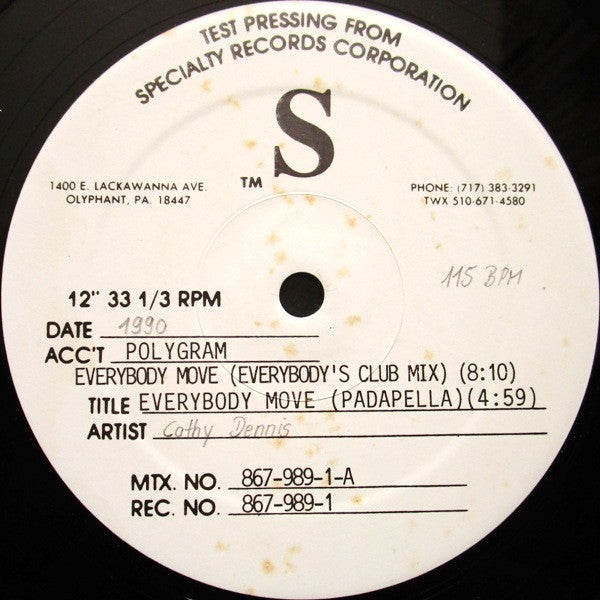 TEST PRESSING FROM
SPECIALTY RECORDS CORPORATION
S
TM
1400 E. LACKAWANNA AVE.
OLYPHANT, PA. 18447
PHONE: (717) 383-3291
TWX 510-671-4580
115 BPM
12" 33 1/3 RPM
DATE 1990
ACC'T POLYGRAM
EVERYBODY MOVE (EVERYBODY'S CLUB MIX) (8:10)
TITLE EVERYBODY MOVE (PADAPELLA)(4:59)
ARTIST Cathy Dennis
MTX. NO. 867-989-1-A
REC. NO. 867-989-1